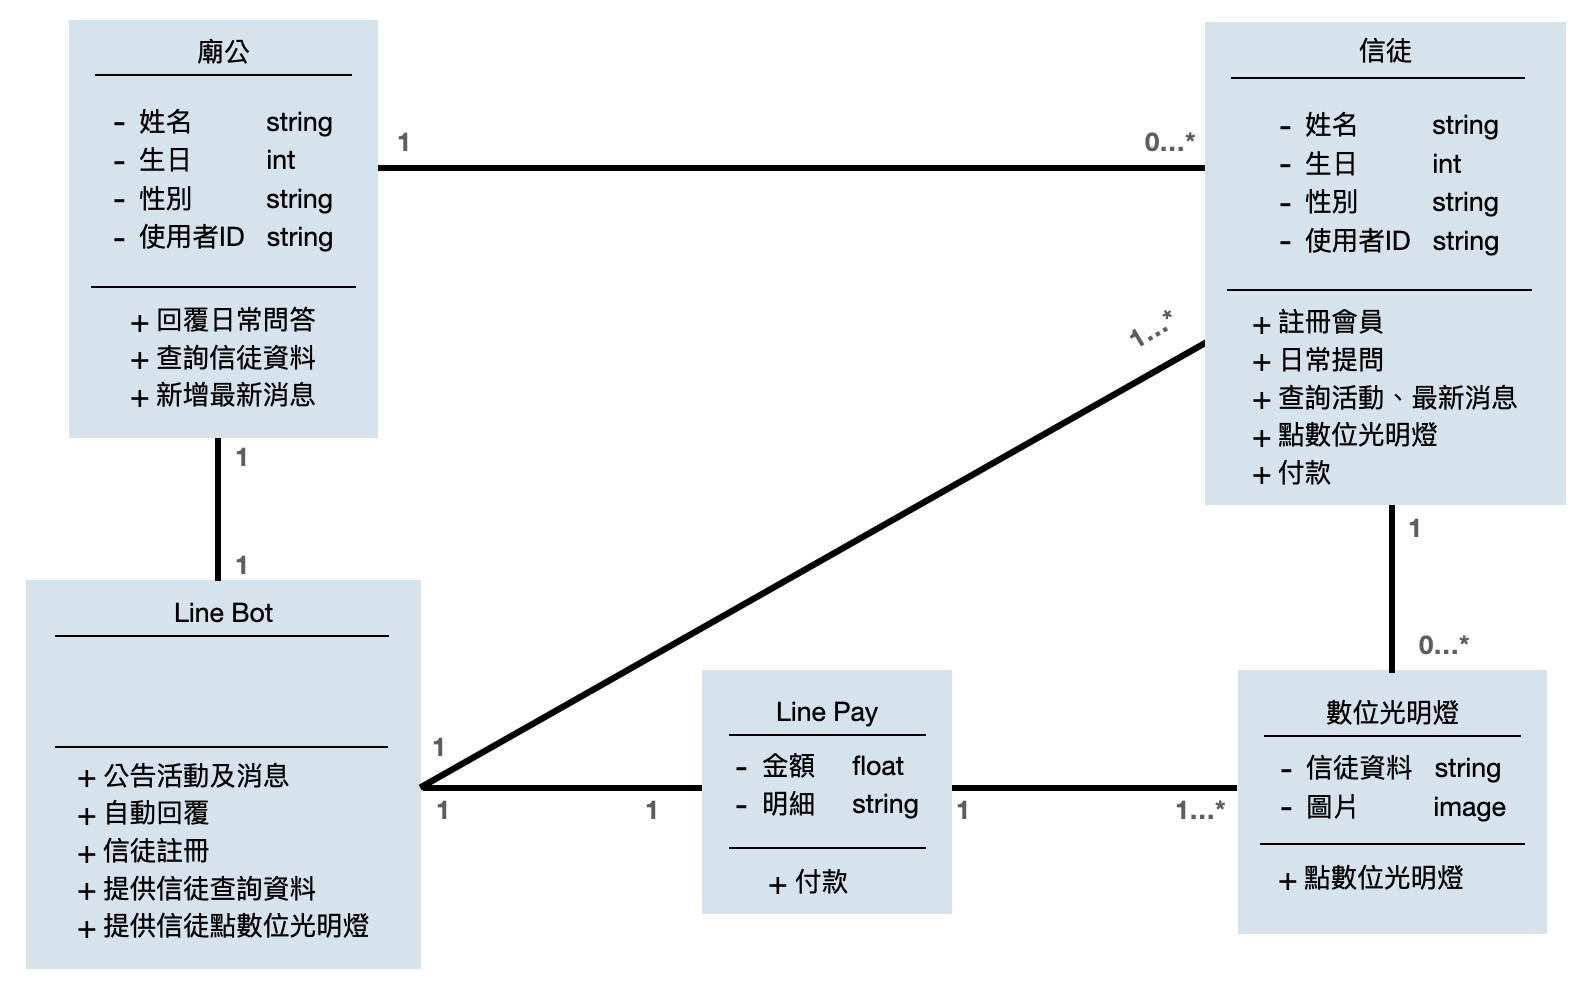 廟公
- 姓名 string
- 生日 int
- 性別 string
- 使用者ID string
+ 回覆日常問答
+ 查詢信徒資料
+ 新增最新消息
1
0...*
信徒
- 姓名 string
- 生日 int
- 性別 string
- 使用者ID string
+ 註冊會員
+ 日常提問
+ 查詢活動、最新消息
+ 點數位光明燈
+ 付款
1...*
1
1
1
0...*
Line Bot
+ 公告活動及消息
+ 自動回覆
+ 信徒註冊
+ 提供信徒查詢資料
+ 提供信徒點數位光明燈
1
1
1
Line Pay
- 金額 float
- 明細 string
+ 付款
1
1...*
數位光明燈
- 信徒資料 string
- 圖片 image
+ 點數位光明燈